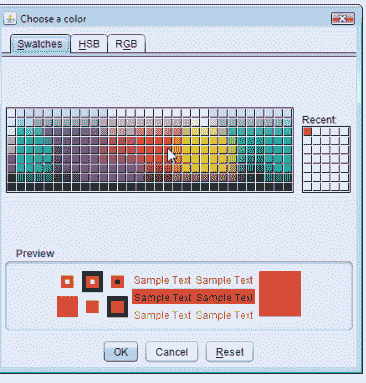 Choose a color
Swatches HSB RGB
Recent:
Preview
Sample Text Sample Text
Sample Text Sample Text
Sample Text Sample Text
OK Cancel Reset